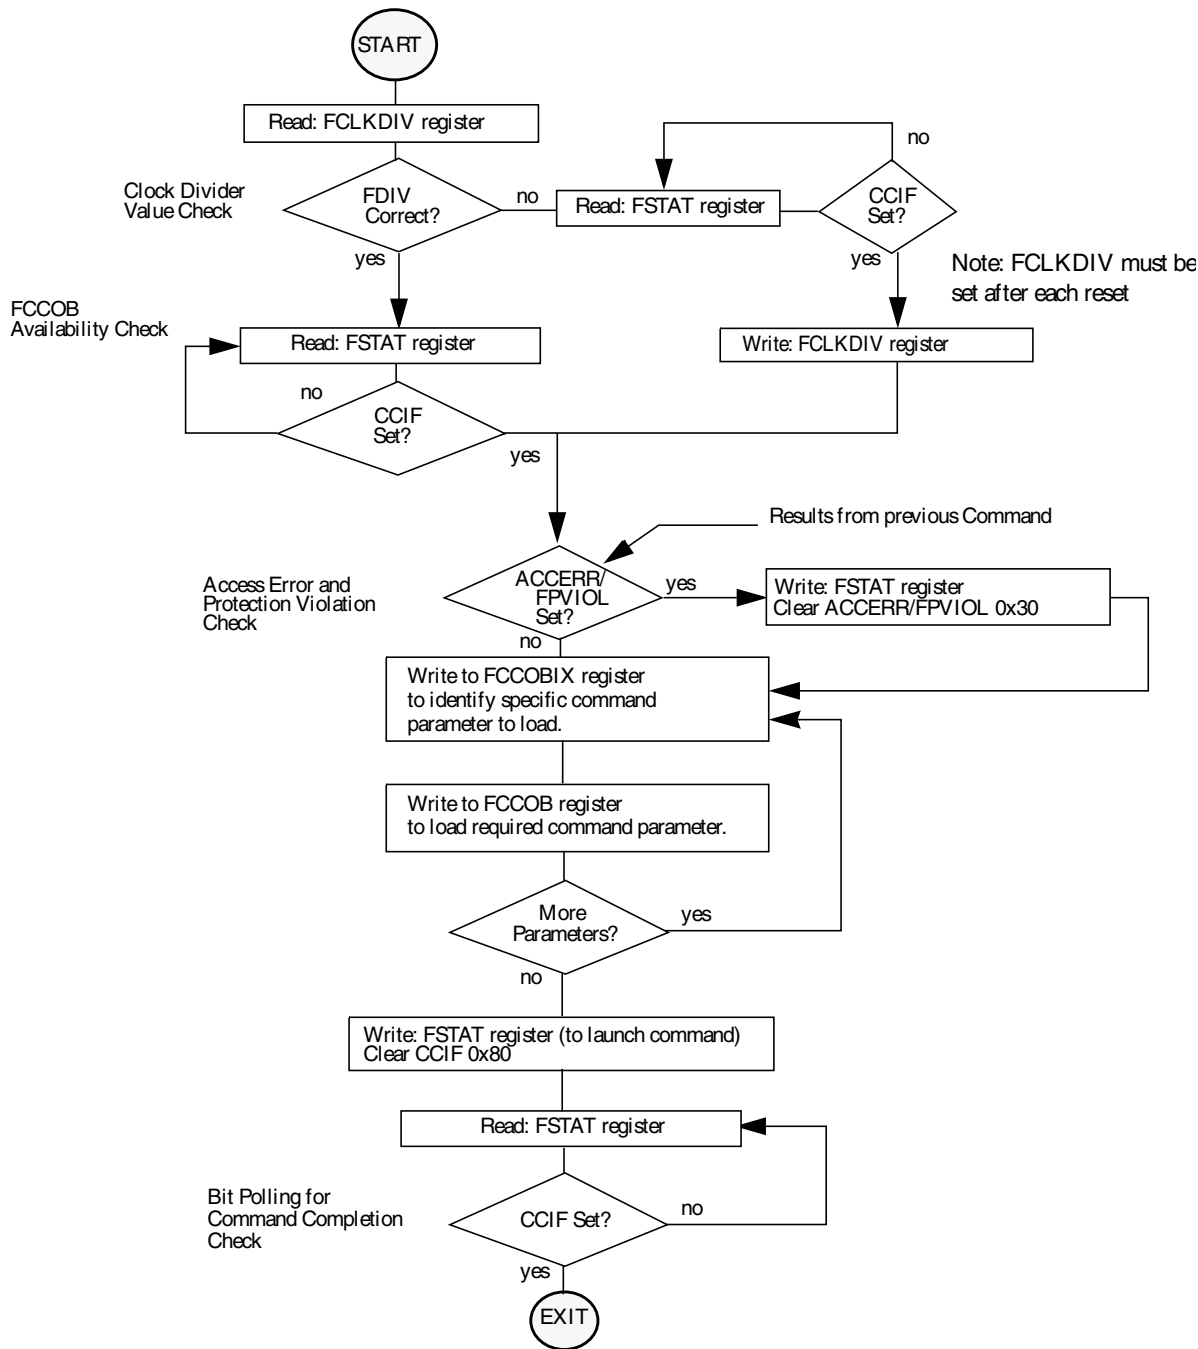 START
Read: FCLKDIV register
no
Clock Divider
Value Check
FDIV
Correct?
no
Read: FSTAT register
CCIF
Set?
yes
yes
Note: FCLKDIV must be
set after each reset
FCCOB
Availability Check
Read: FSTAT register
Write: FCLKDIV register
no
CCIF
Set?
yes
Results from previous Command
Access Error and
Protection Violation
Check
ACCERR/
FPVIOL
Set?
yes
Write: FSTAT register
Clear ACCERR/FPVIOL 0x30
no
Write to FCCOBIX register
to identify specific command
parameter to load.
Write to FCCOB register
to load required command parameter.
More
Parameters?
yes
no
Write: FSTAT register (to launch command)
Clear CCIF 0x80
Read: FSTAT register
Bit Polling for
Command Completion
Check
CCIF Set?
no
yes
EXIT